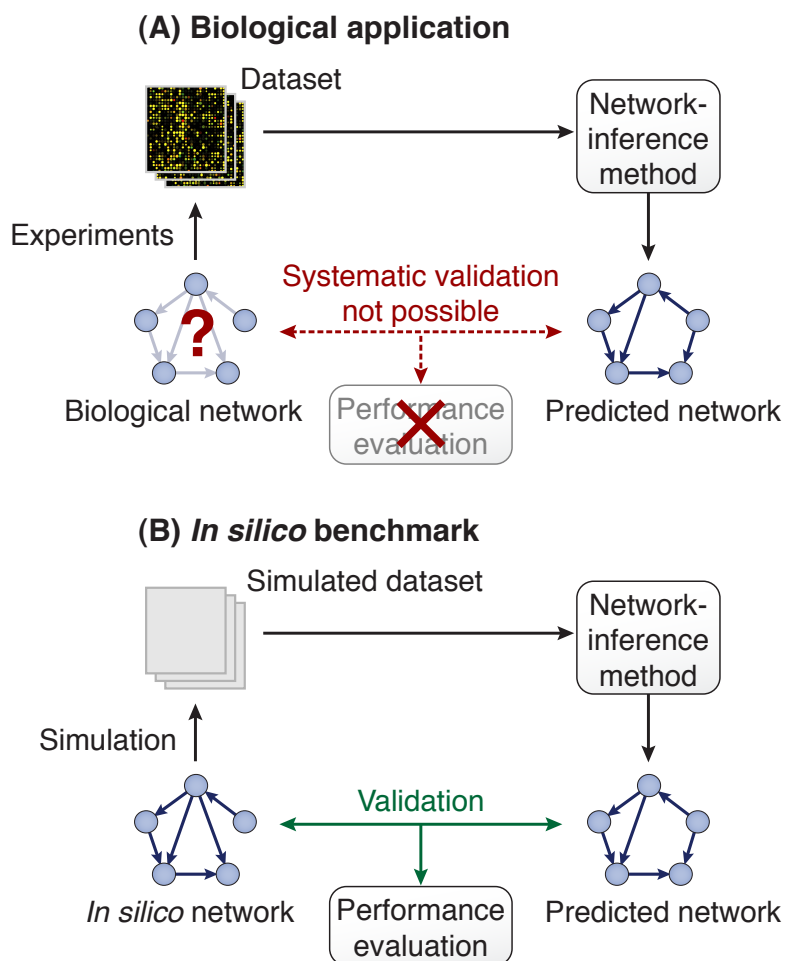 (A) Biological application
Dataset
Network-
inference
method
Experiments
Systematic validation
not possible
?
Biological network
Performance
evaluation
Predicted network
(B) In silico benchmark
Simulated dataset
Network-
inference
method
Simulation
Validation
In silico network
Performance
evaluation
Predicted network